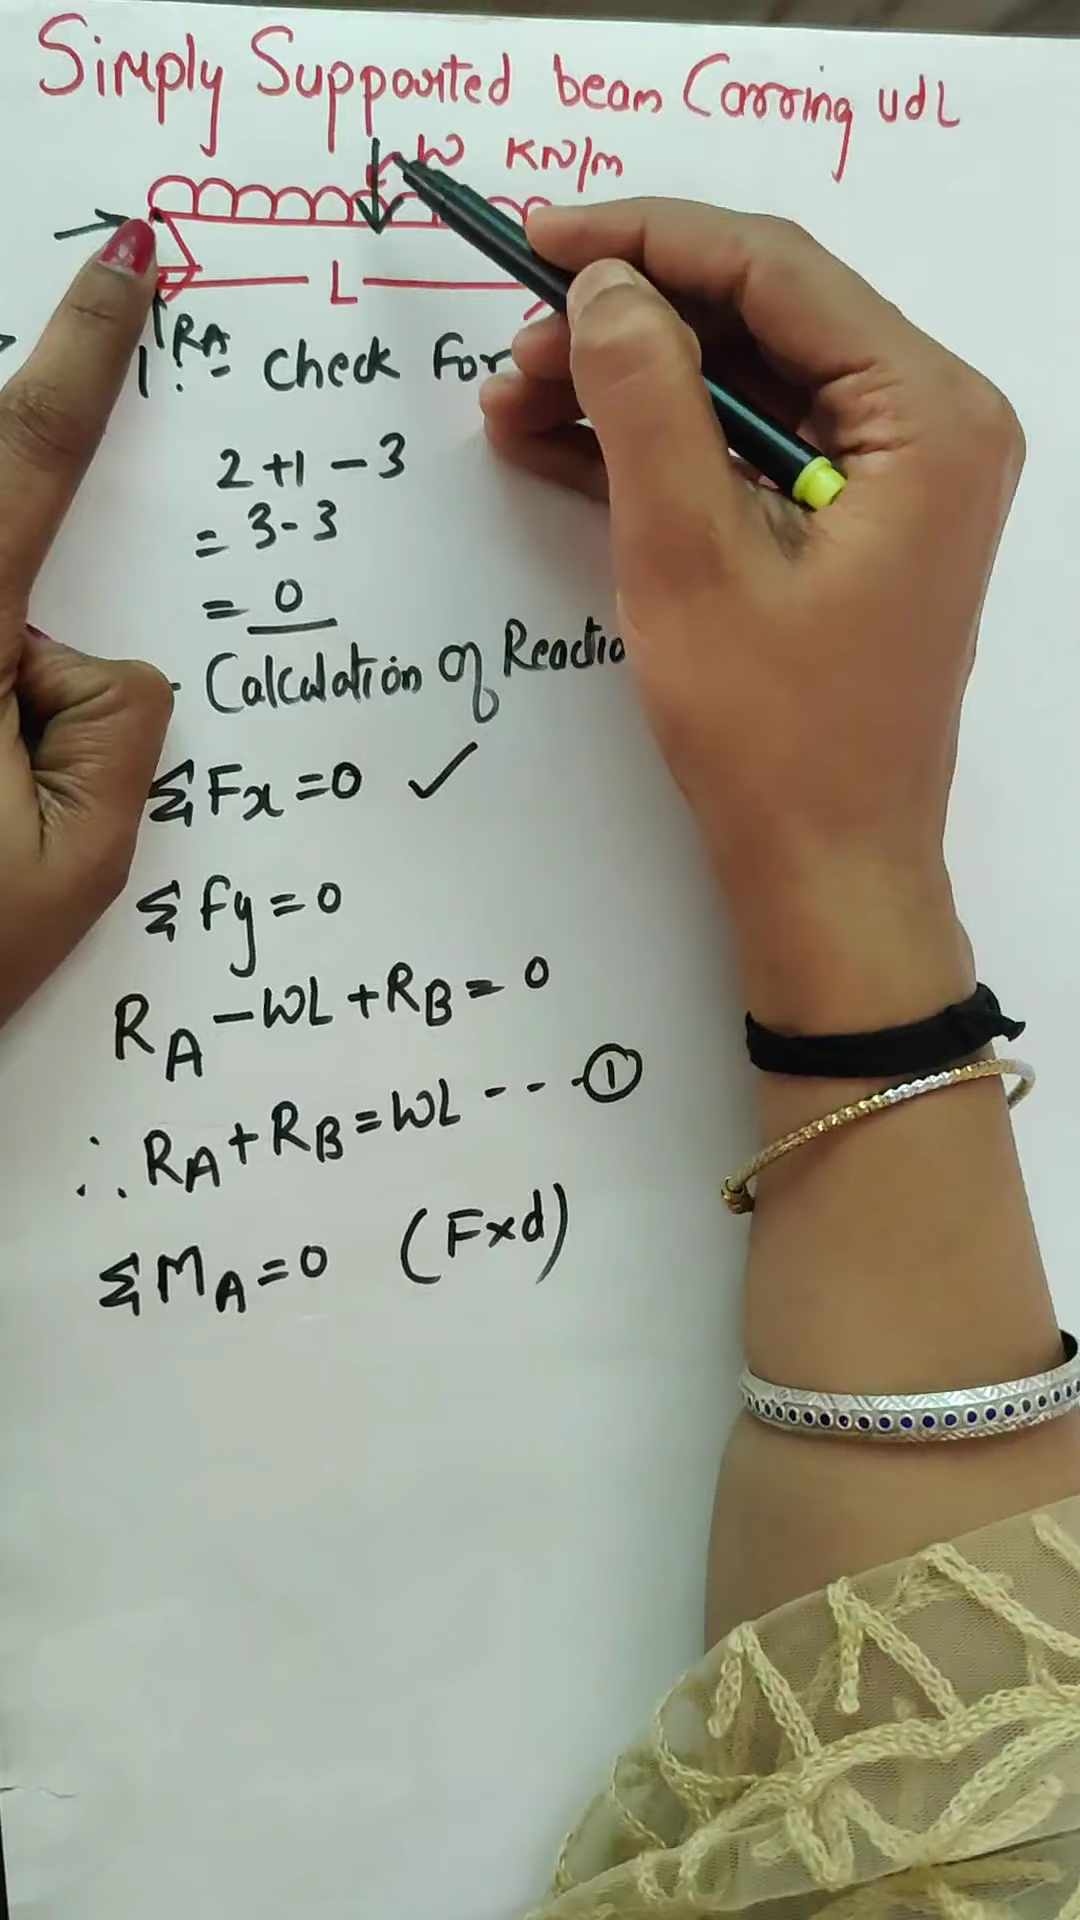 Simply Supported beam Carring udL
W KN/m
L
RA
1:- Check For
2+1-3
= 3-3
= 0
Calculation of Reactio
ΣFx=0 ✓
Σfy=0
RA-WL+RB=0
∴ RA+RB=WL---①
ΣMA=0 (F×d)